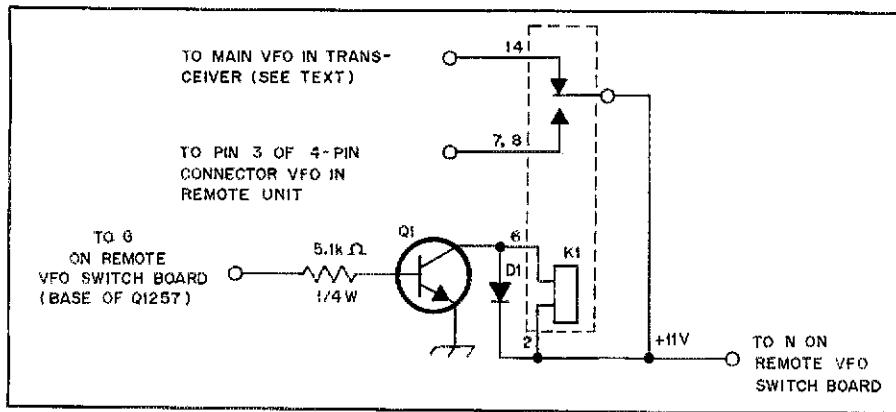 TO MAIN VFO IN TRANS-
CEIVER (SEE TEXT)
14
7, 8
TO PIN 3 OF 4-PIN
CONNECTOR VFO IN
REMOTE UNIT
Q1
TO G
ON REMOTE
VFO SWITCH BOARD
(BASE OF Q1257)
5.1k Ω
1/4 W
6
D1
K1
2
+11V
TO N ON
REMOTE VFO
SWITCH BOARD